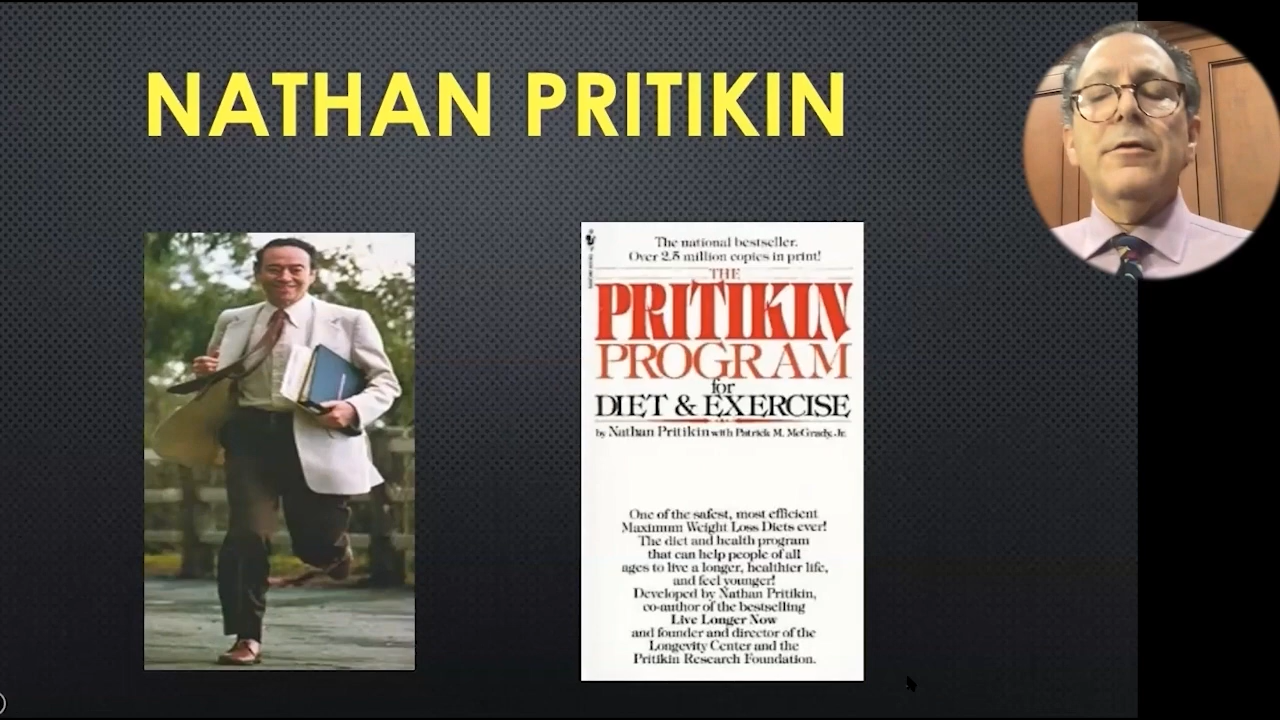 NATHAN PRITIKIN
The national bestseller.
Over 2.5 million copies in print!
THE
PRITIKIN
PROGRAM
for
DIET & EXERCISE
by Nathan Pritikin with Patrick M. McGrady, Jr.
One of the safest, most efficient
Maximum Weight Loss Diets ever!
The diet and health program
that can help people of all
ages to live a longer, healthier life,
and feel younger!
Developed by Nathan Pritikin,
co-author of the bestselling
Live Longer Now
and founder and director of the
Longevity Center and the
Pritikin Research Foundation.